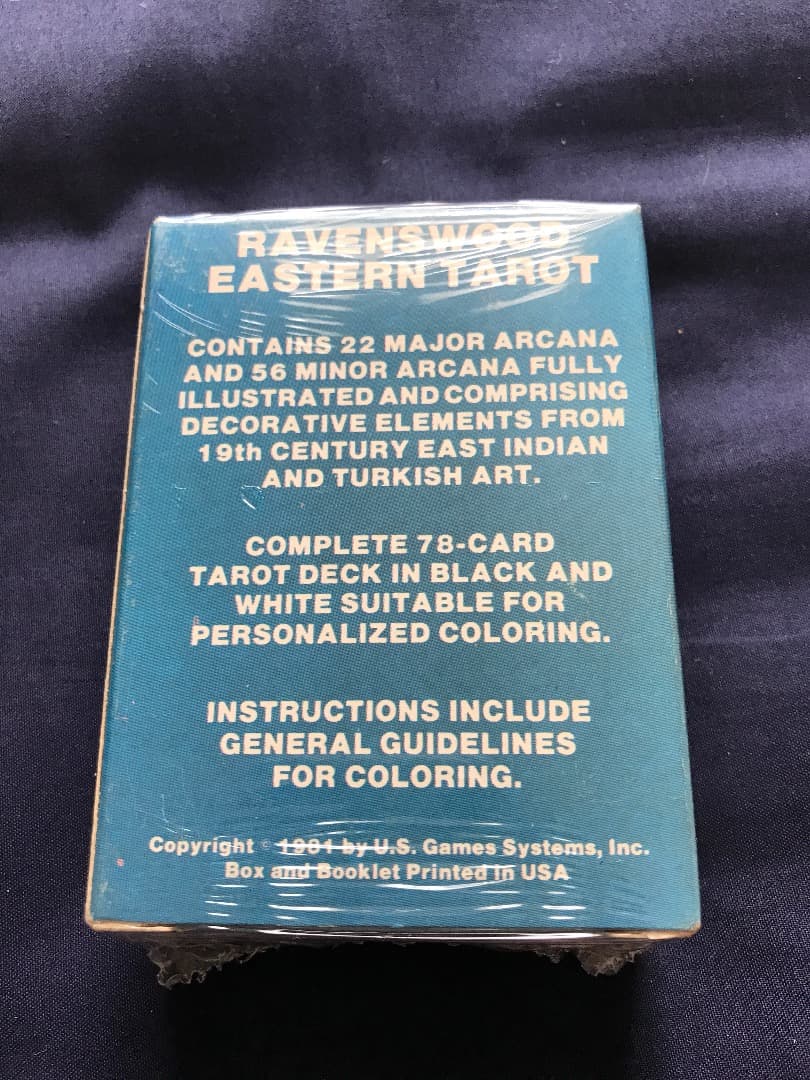 RAVENSWOOD
EASTERN TAROT
CONTAINS 22 MAJOR ARCANA
AND 56 MINOR ARCANA FULLY
ILLUSTRATED AND COMPRISING
DECORATIVE ELEMENTS FROM
19th CENTURY EAST INDIAN
AND TURKISH ART.
COMPLETE 78-CARD
TAROT DECK IN BLACK AND
WHITE SUITABLE FOR
PERSONALIZED COLORING.
INSTRUCTIONS INCLUDE
GENERAL GUIDELINES
FOR COLORING.
Copyright © 1981 by U.S. Games Systems, Inc.
Box and Booklet Printed in USA